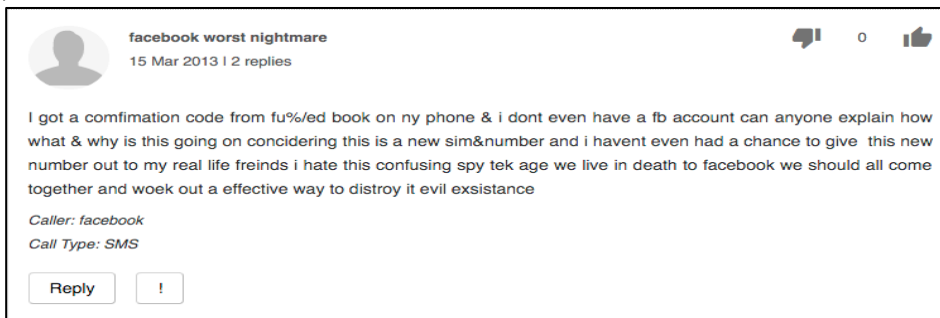 facebook worst nightmare
0
15 Mar 2013 I 2 replies
I got a comfimation code from fu%/ed book on ny phone & i dont even have a fb account can anyone explain how
what & why is this going on concidering this is a new sim&number and i havent even had a chance to give this new
number out to my real life freinds i hate this confusing spy tek age we live in death to facebook we should all come
together and woek out a effective way to distroy it evil exsistance
Caller: facebook
Call Type: SMS
Reply !